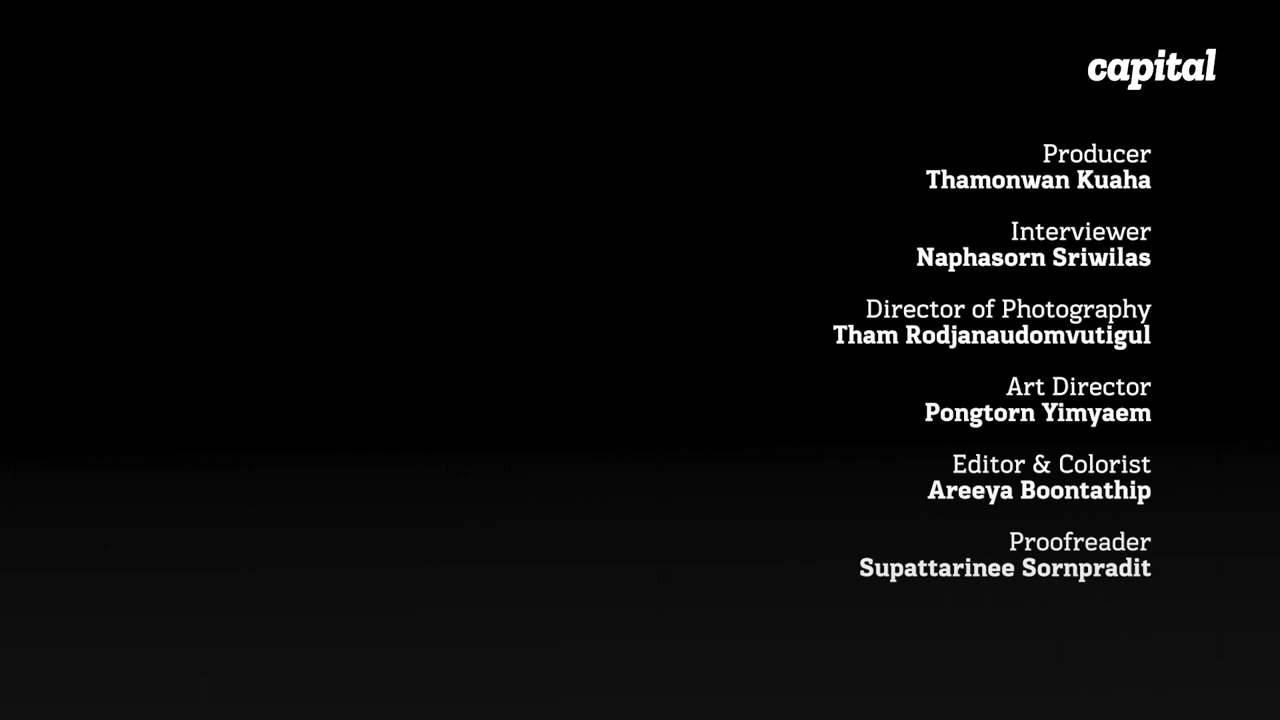 capital
Producer
Thamonwan Kuaha
Interviewer
Naphasorn Sriwilas
Director of Photography
Tham Rodjanaudomvutigul
Art Director
Pongtorn Yimyaem
Editor & Colorist
Areeya Boontathip
Proofreader
Supattarinee Sornpradit